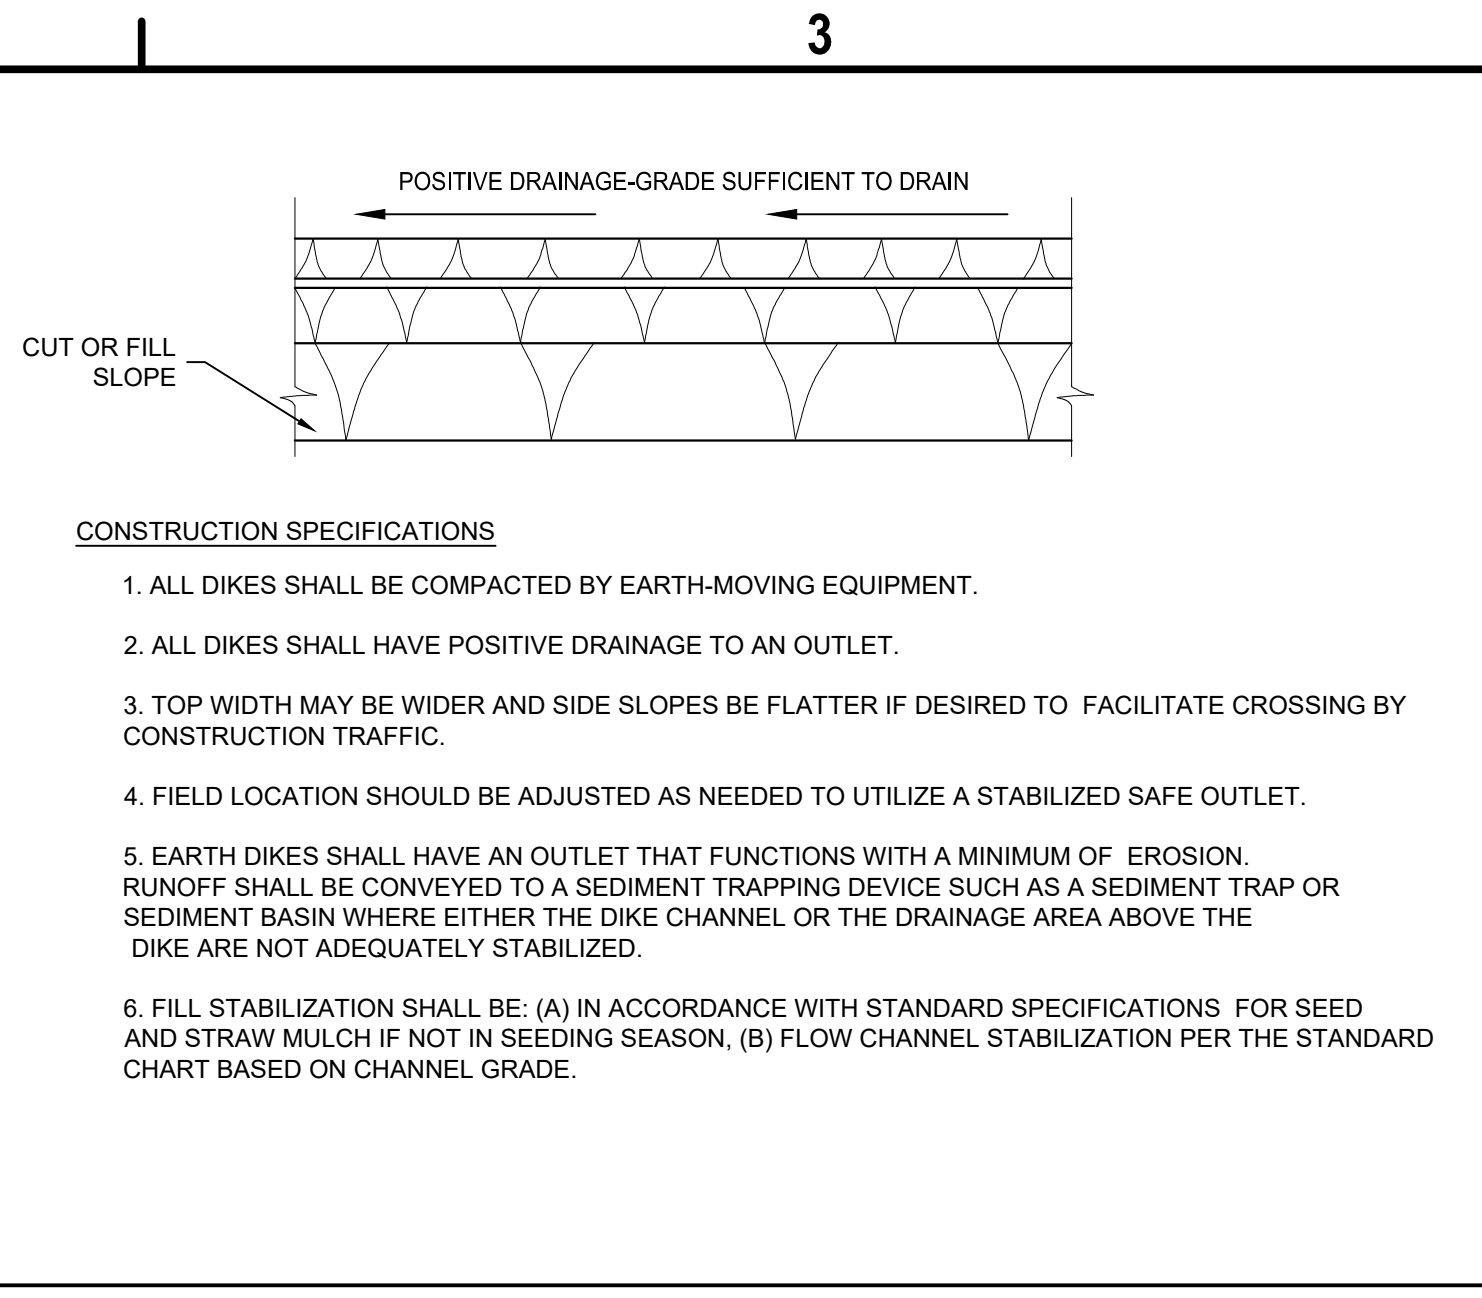 3
POSITIVE DRAINAGE-GRADE SUFFICIENT TO DRAIN
CUT OR FILL
SLOPE
CONSTRUCTION SPECIFICATIONS
1. ALL DIKES SHALL BE COMPACTED BY EARTH-MOVING EQUIPMENT.
2. ALL DIKES SHALL HAVE POSITIVE DRAINAGE TO AN OUTLET.
3. TOP WIDTH MAY BE WIDER AND SIDE SLOPES BE FLATTER IF DESIRED TO FACILITATE CROSSING BY
CONSTRUCTION TRAFFIC.
4. FIELD LOCATION SHOULD BE ADJUSTED AS NEEDED TO UTILIZE A STABILIZED SAFE OUTLET.
5. EARTH DIKES SHALL HAVE AN OUTLET THAT FUNCTIONS WITH A MINIMUM OF EROSION.
RUNOFF SHALL BE CONVEYED TO A SEDIMENT TRAPPING DEVICE SUCH AS A SEDIMENT TRAP OR
SEDIMENT BASIN WHERE EITHER THE DIKE CHANNEL OR THE DRAINAGE AREA ABOVE THE
DIKE ARE NOT ADEQUATELY STABILIZED.
6. FILL STABILIZATION SHALL BE: (A) IN ACCORDANCE WITH STANDARD SPECIFICATIONS FOR SEED
AND STRAW MULCH IF NOT IN SEEDING SEASON, (B) FLOW CHANNEL STABILIZATION PER THE STANDARD
CHART BASED ON CHANNEL GRADE.